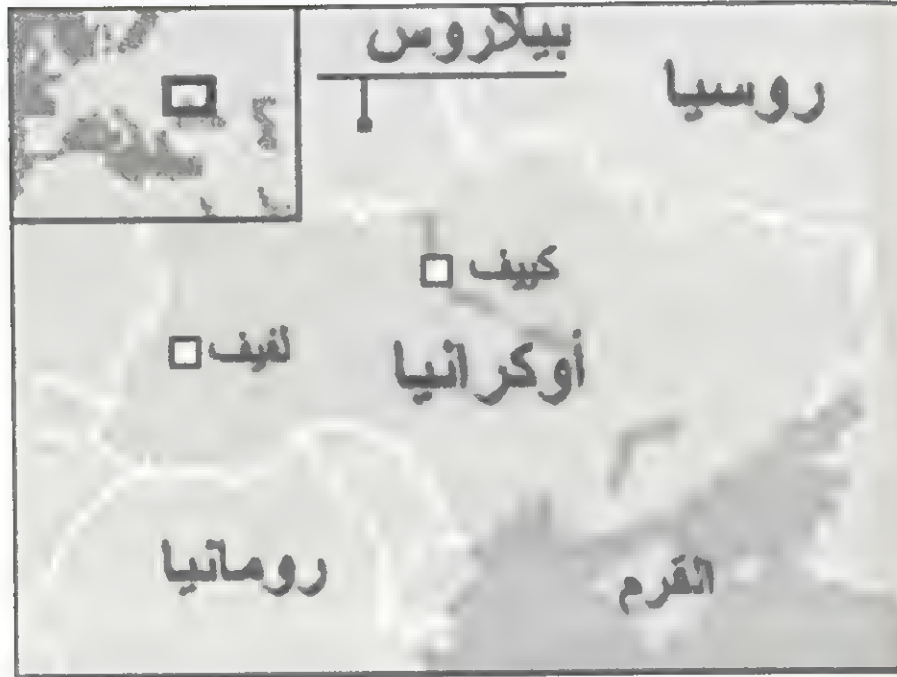 بيلاروس
روسيا
كييف
لفيف
أوكرانيا
رومانيا
القرم